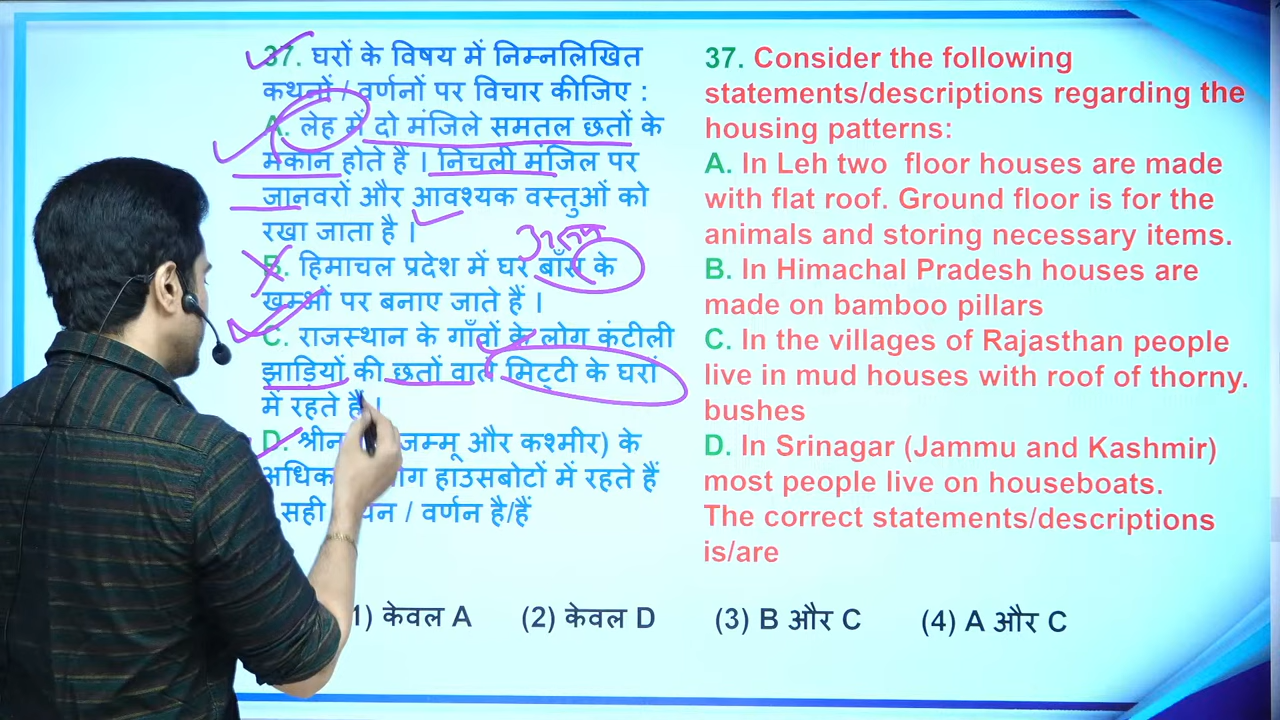 37. घरों के विषय में निम्नलिखित
कथनों / वर्णनों पर विचार कीजिए :
A. लेह में दो मंजिले समतल छतों के
मकान होते हैं । निचली मंजिल पर
जानवरों और आवश्यक वस्तुओं को
रखा जाता है ।
B. हिमाचल प्रदेश में घर बाँस के
खम्भों पर बनाए जाते हैं ।
C. राजस्थान के गाँवों के लोग कंटीली
झाड़ियों की छतों वाले मिट्टी के घरों
में रहते हैं ।
D. जम्मू और कश्मीर) के
हाउसबोटों में रहते हैं
सही / वर्णन है/हैं
37. Consider the following
statements/descriptions regarding the
housing patterns:
A. In Leh two floor houses are made
with flat roof. Ground floor is for the
animals and storing necessary items.
B. In Himachal Pradesh houses are
made on bamboo pillars
C. In the villages of Rajasthan people
live in mud houses with roof of thorny.
bushes
D. In Srinagar (Jammu and Kashmir)
most people live on houseboats.
The correct statements/descriptions
is/are
1) केवल A (2) केवल D (3) B और C (4) A और C